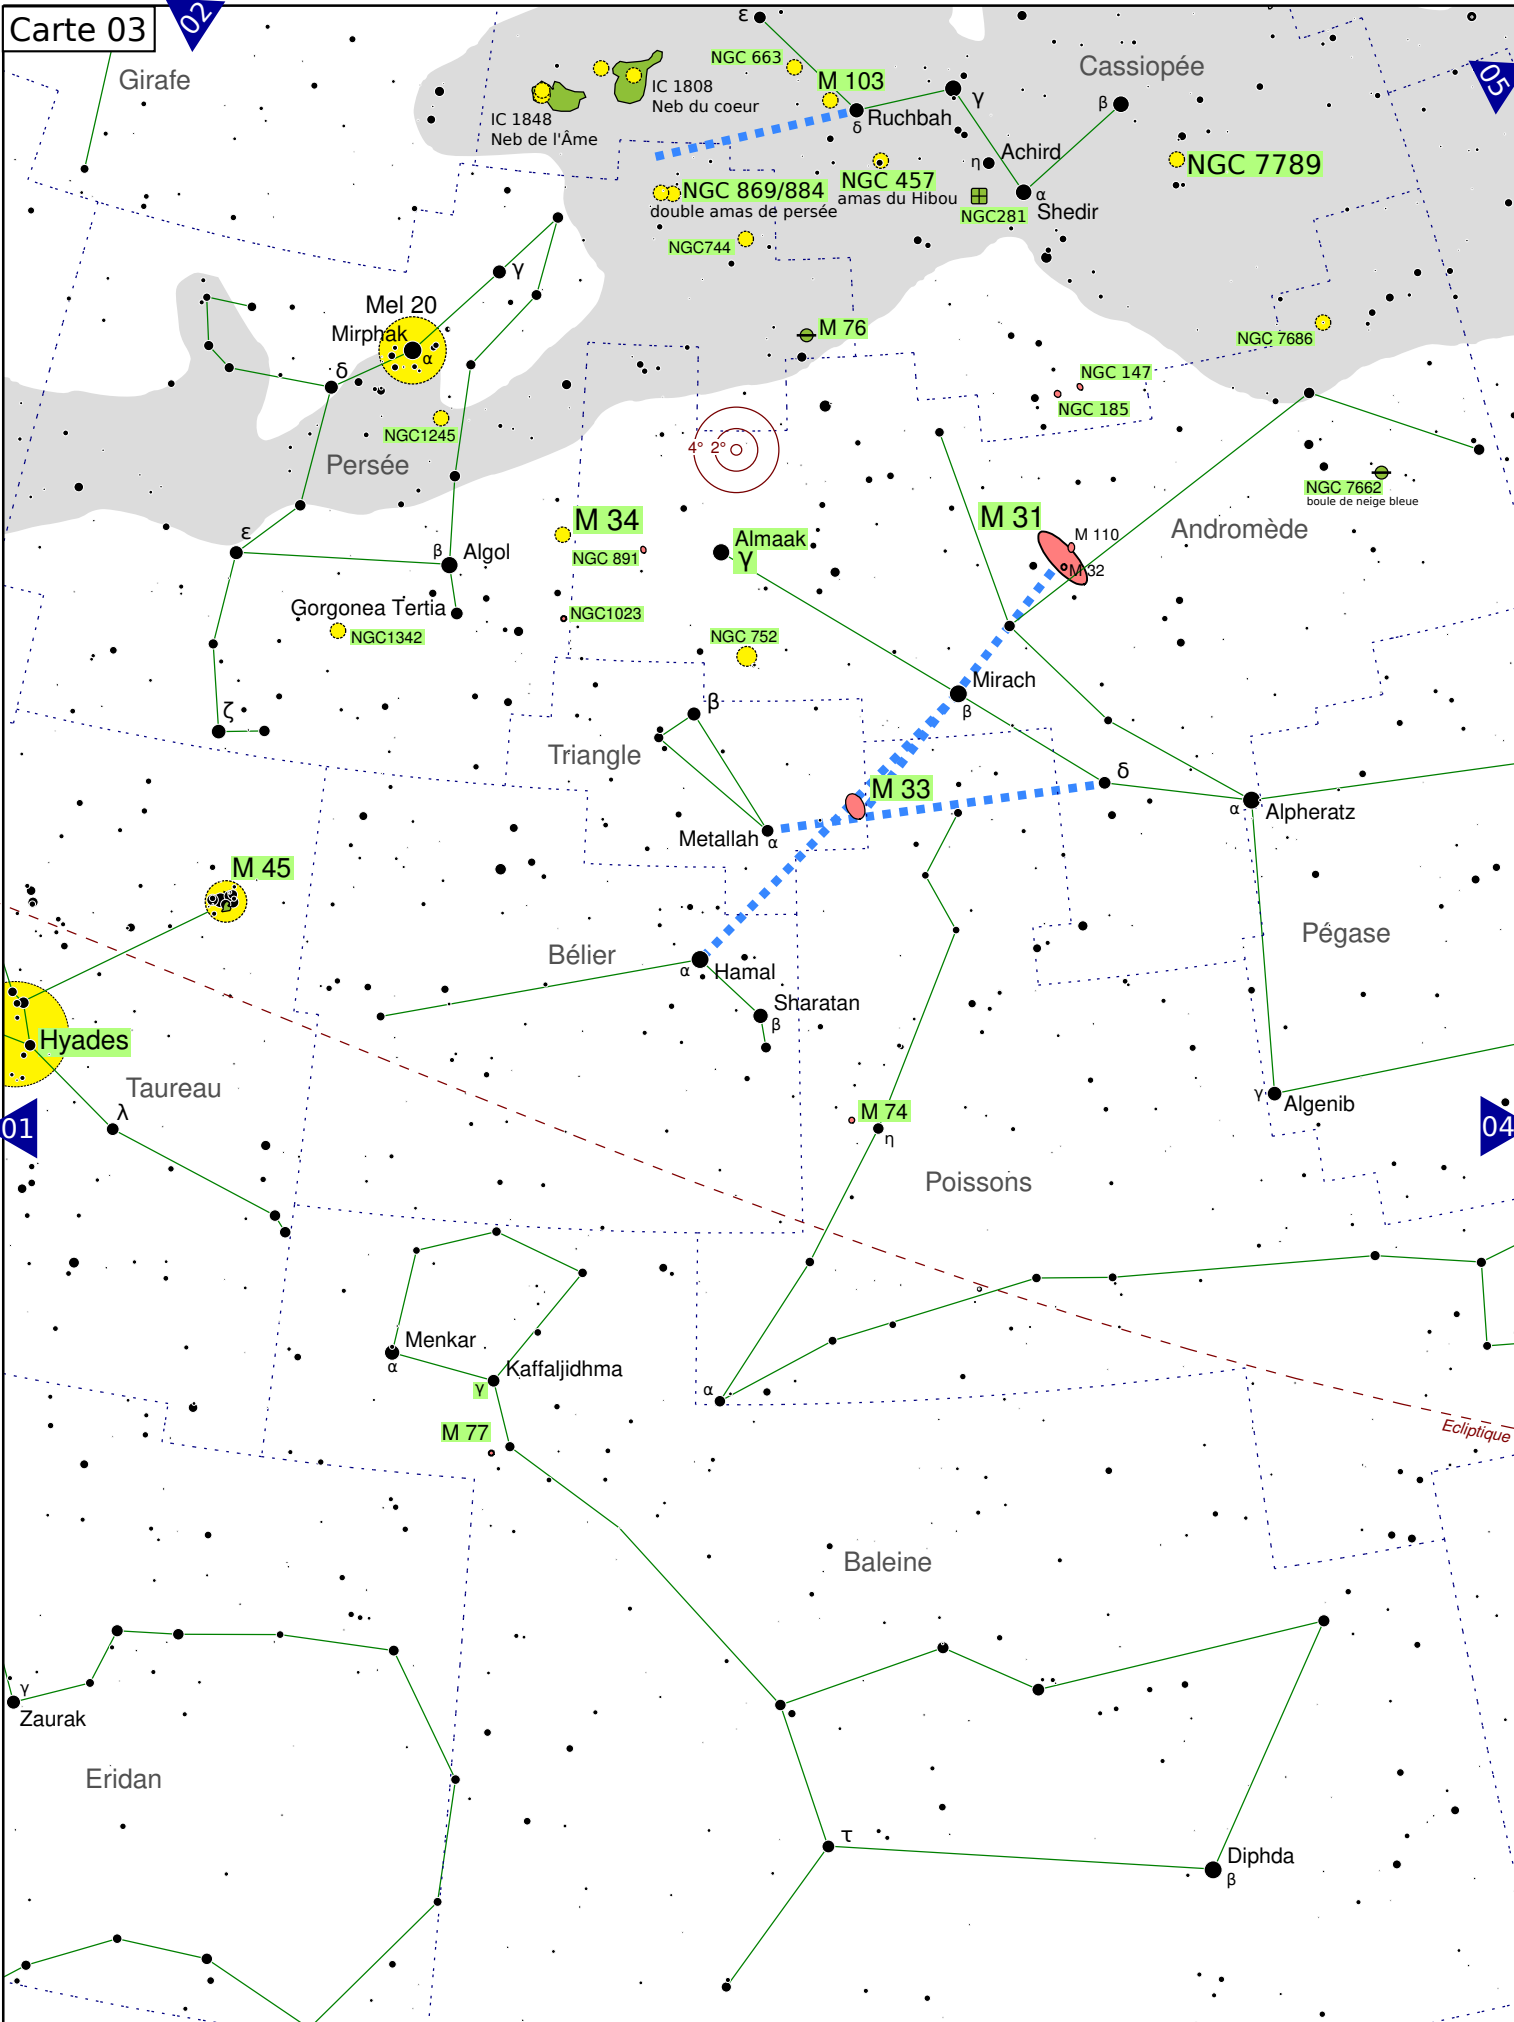 Carte 03
02
05
ε
Girafe
NGC 663
Cassiopée
M 103
IC 1808
Neb du coeur
γ
β
IC 1848
Neb de l'Âme
Ruchbah
δ
Achird
η
NGC 7789
NGC 457
amas du Hibou
NGC 869/884
double amas de persée
NGC281
α
Shedir
NGC744
γ
Mel 20
Mirphak
α
M 76
NGC 7686
δ
NGC 147
NGC 185
NGC1245
4° 2°
Persée
NGC 7662
boule de neige bleue
M 34
M 31
M 110
Andromède
ε
β
Algol
NGC 891
Almaak
γ
M 32
Gorgonea Tertia
NGC1023
NGC1342
NGC 752
Mirach
β
ζ
β
Triangle
δ
M 33
α
Alpheratz
Metallah
α
M 45
Bélier
Pégase
α
Hamal
Sharatan
β
Hyades
Taureau
λ
M 74
η
γ
Algenib
01
04
Poissons
Menkar
α
Kaffaljidhma
γ
α
M 77
Ecliptique
Baleine
γ
Zaurak
Eridan
τ
Diphda
β